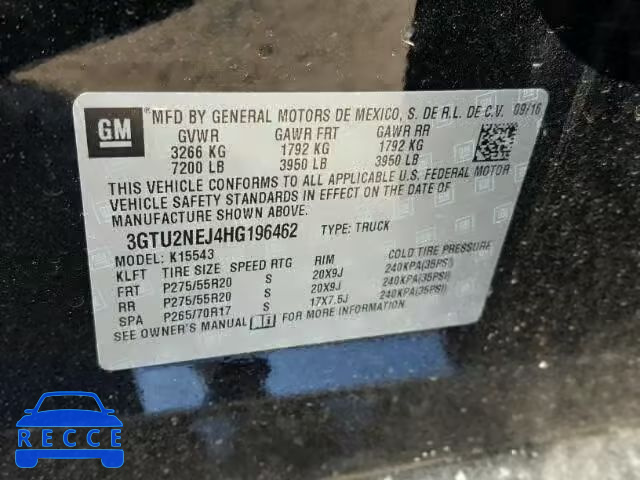 GM
MFD BY GENERAL MOTORS DE MEXICO, S. DE R.L. DE C.V. 09/16
GVWR GAWR FRT GAWR RR
3266 KG 1792 KG 1792 KG
7200 LB 3950 LB 3950 LB
THIS VEHICLE CONFORMS TO ALL APPLICABLE U.S. FEDERAL MOTOR
VEHICLE SAFETY STANDARDS IN EFFECT ON THE DATE OF
MANUFACTURE SHOWN ABOVE.
3GTU2NEJ4HG196462 TYPE: TRUCK
MODEL: K15543
KLFT TIRE SIZE SPEED RTG RIM COLD TIRE PRESSURE
FRT P275/55R20 S 20X9J 240KPA(35PSI)
RR P275/55R20 S 20X9J 240KPA(35PSI)
SPA P265/70R17 S 17X7.5J 240KPA(35PSI)
SEE OWNER'S MANUAL FOR MORE INFORMATION.
RECCE